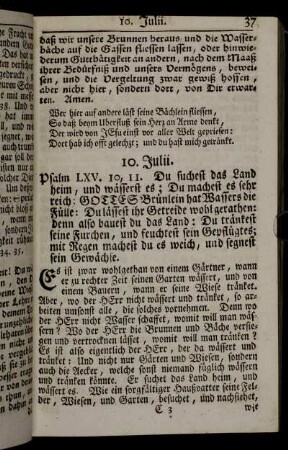 10. Julii. 37
daß wir unsere Brunnen heraus und die Wasser-
bäche auf die Gassen fliessen lassen, oder hinwie-
derum Gutthätigkeit an andern, nach dem Maaß
ihrer Bedürfniß und unsers Vermögens, bewei-
sen, und die Vergeltung zwar gewiß hoffen,
aber nicht hier, sondern dort, von Dir erwar-
ten. Amen.
Wer hier auf andere läst seine Bächlein fliessen,
So daß beym Uberfluß sein Herz an Arme denkt,
Der wird von JEsu einst vor aller Welt gepriesen:
Dort hab ich offt gelechzt; und du hast mich getränkt.
10. Julii.
Psalm LXV. 10, 11. Du suchest das Land
heim, und wässerst es; Du machest es sehr
reich: GOTTES Brünlein hat Wassers die
Fülle: Du lässest ihr Getreide wohl gerathen:
denn also bauest du das Land: Du tränkest
seine Furchen, und feuchtest sein Gepflügtes;
mit Regen machest du es weich, und segnest
sein Gewächse.
Es ist zwar wohlgethan von einem Gärtner, wann
er zu rechter Zeit seinen Garten wässert, und von
einem Bauern, wann er seine Wiese tränket.
Aber, wo der HErr nicht wässert und tränket, so ar-
beiten umsonst alle, die solches vornehmen. Dann wo
der HErr nicht Wasser schafft, womit will man wäs-
sern? Wo der HErr die Brunnen und Bäche versie-
gen und vertrocknen lässet, womit will man tränken?
Es ist also eigentlich der HErr, der da wässert und
tränket: Und nicht nur Gärten und Wiesen, sondern
auch die Aecker, welche sonst niemand völlig wässern
und tränken könnte. Er suchet das Land heim, und
wässert es. Wie ein sorgfältiger Haußvatter seine Fel-
der, Wiesen, und Garten, besuchet, und nachsiehet,
C 3 wie